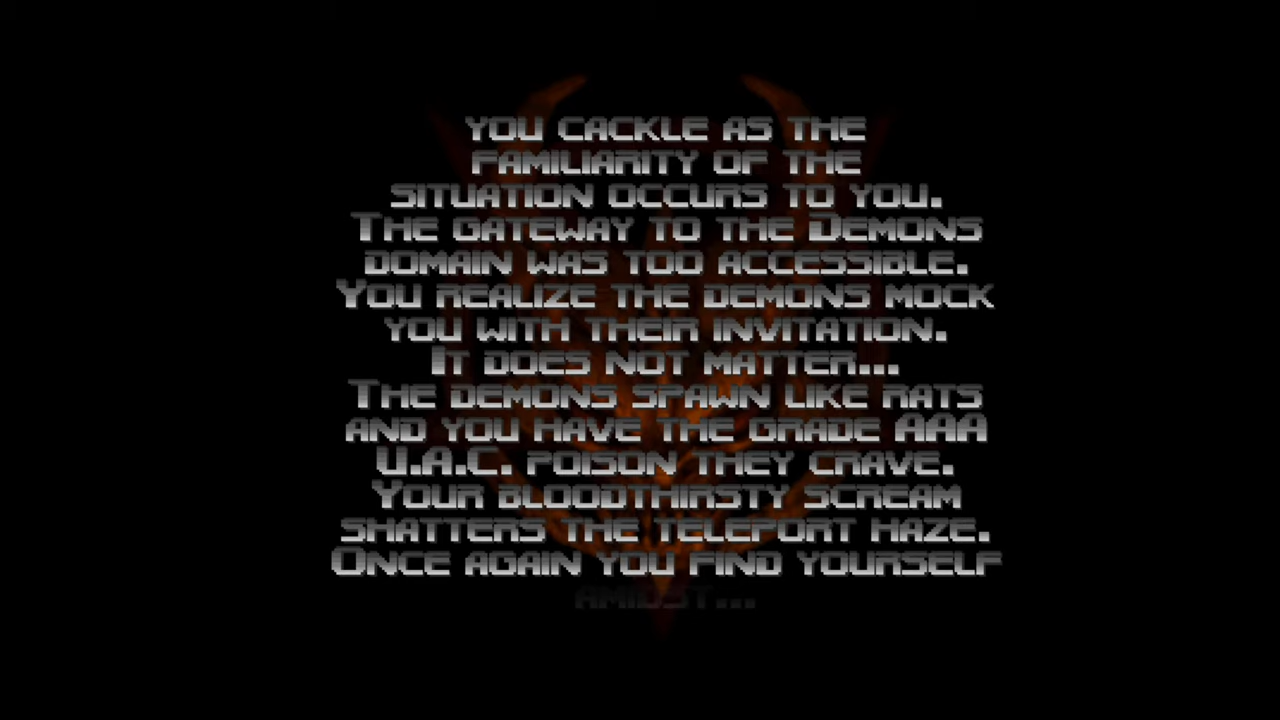 you cackle as the
familiarity of the
situation occurs to you.
The gateway to the Demons
domain was too accessible.
You realize the demons mock
you with their invitation.
It does not matter...
The demons spawn like rats
and you have the grade AAA
U.A.C. poison they crave.
Your bloodthirsty scream
shatters the teleport haze.
Once again you find yourself
amidst...